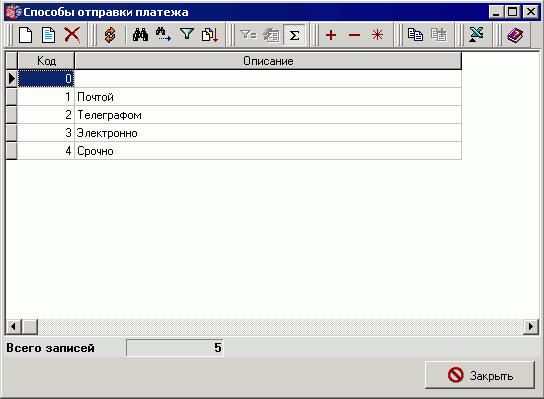 Способы отправки платежа
Код Описание
0
1 Почтой
2 Телеграфом
3 Электронно
4 Срочно
Всего записей 5
Закрыть